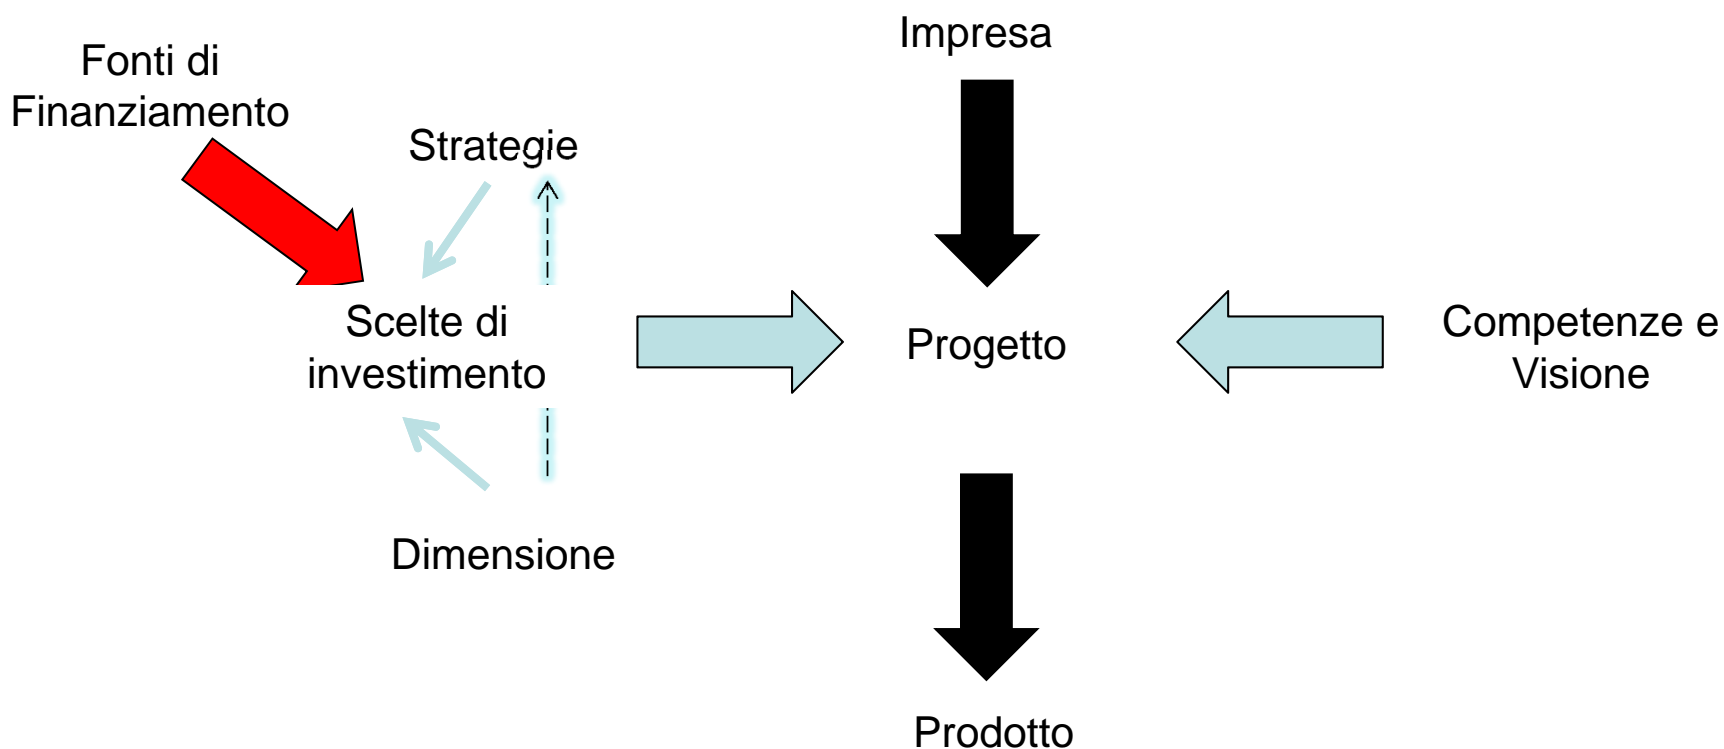 Impresa
Fonti di
Finanziamento
Strategie
Scelte di
investimento
Progetto
Competenze e
Visione
Dimensione
Prodotto